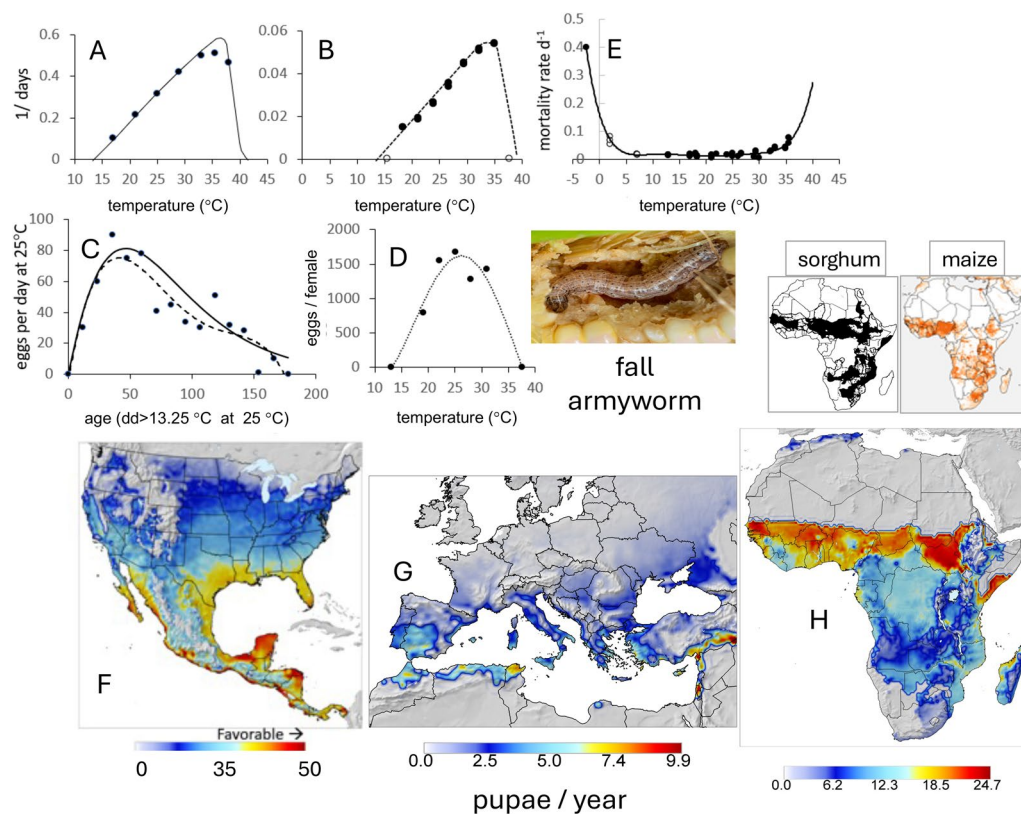 A
0.6
0.4
0.2
0
1/ days
10 15 20 25 30 35 40 45
temperature (°C)
B
0.06
0.04
0.02
0
10 15 20 25 30 35 40
temperature (°C)
E
0.5
0.4
0.3
0.2
0.1
0
mortality rate d-1
-5 0 5 10 15 20 25 30 35 40 45
temperature (°C)
C
100
80
60
40
20
0
eggs per day at 25°C
0 50 100 150 200
age (dd>13.25 °C at 25 °C)
D
2000
1500
1000
500
0
eggs / female
10 15 20 25 30 35 40
temperature (°C)
fall
armyworm
sorghum
maize
F
Favorable →
0 35 50
G
0.0 2.5 5.0 7.4 9.9
pupae / year
H
0.0 6.2 12.3 18.5 24.7